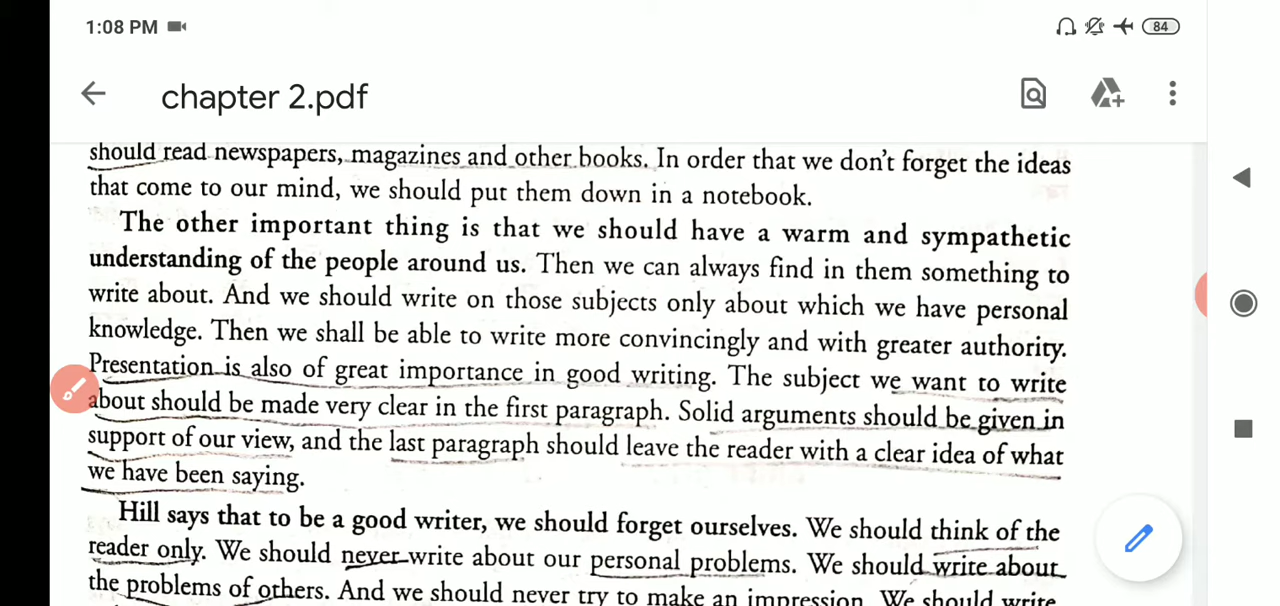 1:08 PM
84
chapter 2.pdf
should read newspapers, magazines and other books. In order that we don't forget the ideas
that come to our mind, we should put them down in a notebook.
The other important thing is that we should have a warm and sympathetic
understanding of the people around us. Then we can always find in them something to
write about. And we should write on those subjects only about which we have personal
knowledge. Then we shall be able to write more convincingly and with greater authority.
Presentation is also of great importance in good writing. The subject we want to write
about should be made very clear in the first paragraph. Solid arguments should be given in
support of our view, and the last paragraph should leave the reader with a clear idea of what
we have been saying.
Hill says that to be a good writer, we should forget ourselves. We should think of the
reader only. We should never write about our personal problems. We should write about
the problems of others. And we should never try to make an impression. We should write